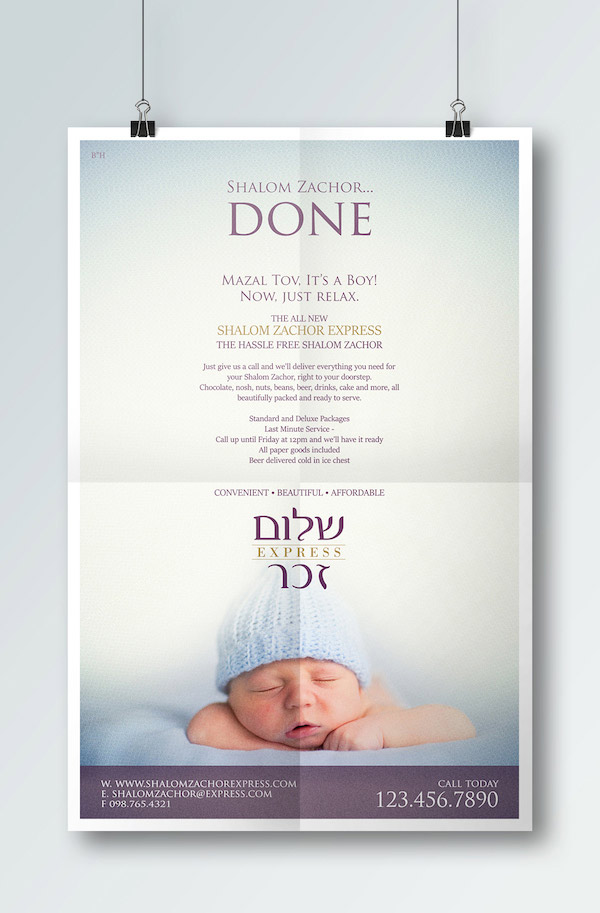 B"H
Shalom Zachor...
DONE
Mazal Tov, It's a Boy!
Now, just relax.
THE ALL NEW
SHALOM ZACHOR EXPRESS
THE HASSLE FREE SHALOM ZACHOR
Just give us a call and we'll deliver everything you need for
your Shalom Zachor, right to your doorstep.
Chocolate, nosh, nuts, beans, beer, drinks, cake and more, all
beautifully packed and ready to serve.
Standard and Deluxe Packages
Last Minute Service -
Call up until Friday at 12pm and we'll have it ready
All paper goods included
Beer delivered cold in ice chest
CONVENIENT • BEAUTIFUL • AFFORDABLE
שלום
EXPRESS
זכר
W. WWW.SHALOMZACHOREXPRESS.COM
E. SHALOMZACHOR@EXPRESS.COM
F 098.765.4321
CALL TODAY
123.456.7890